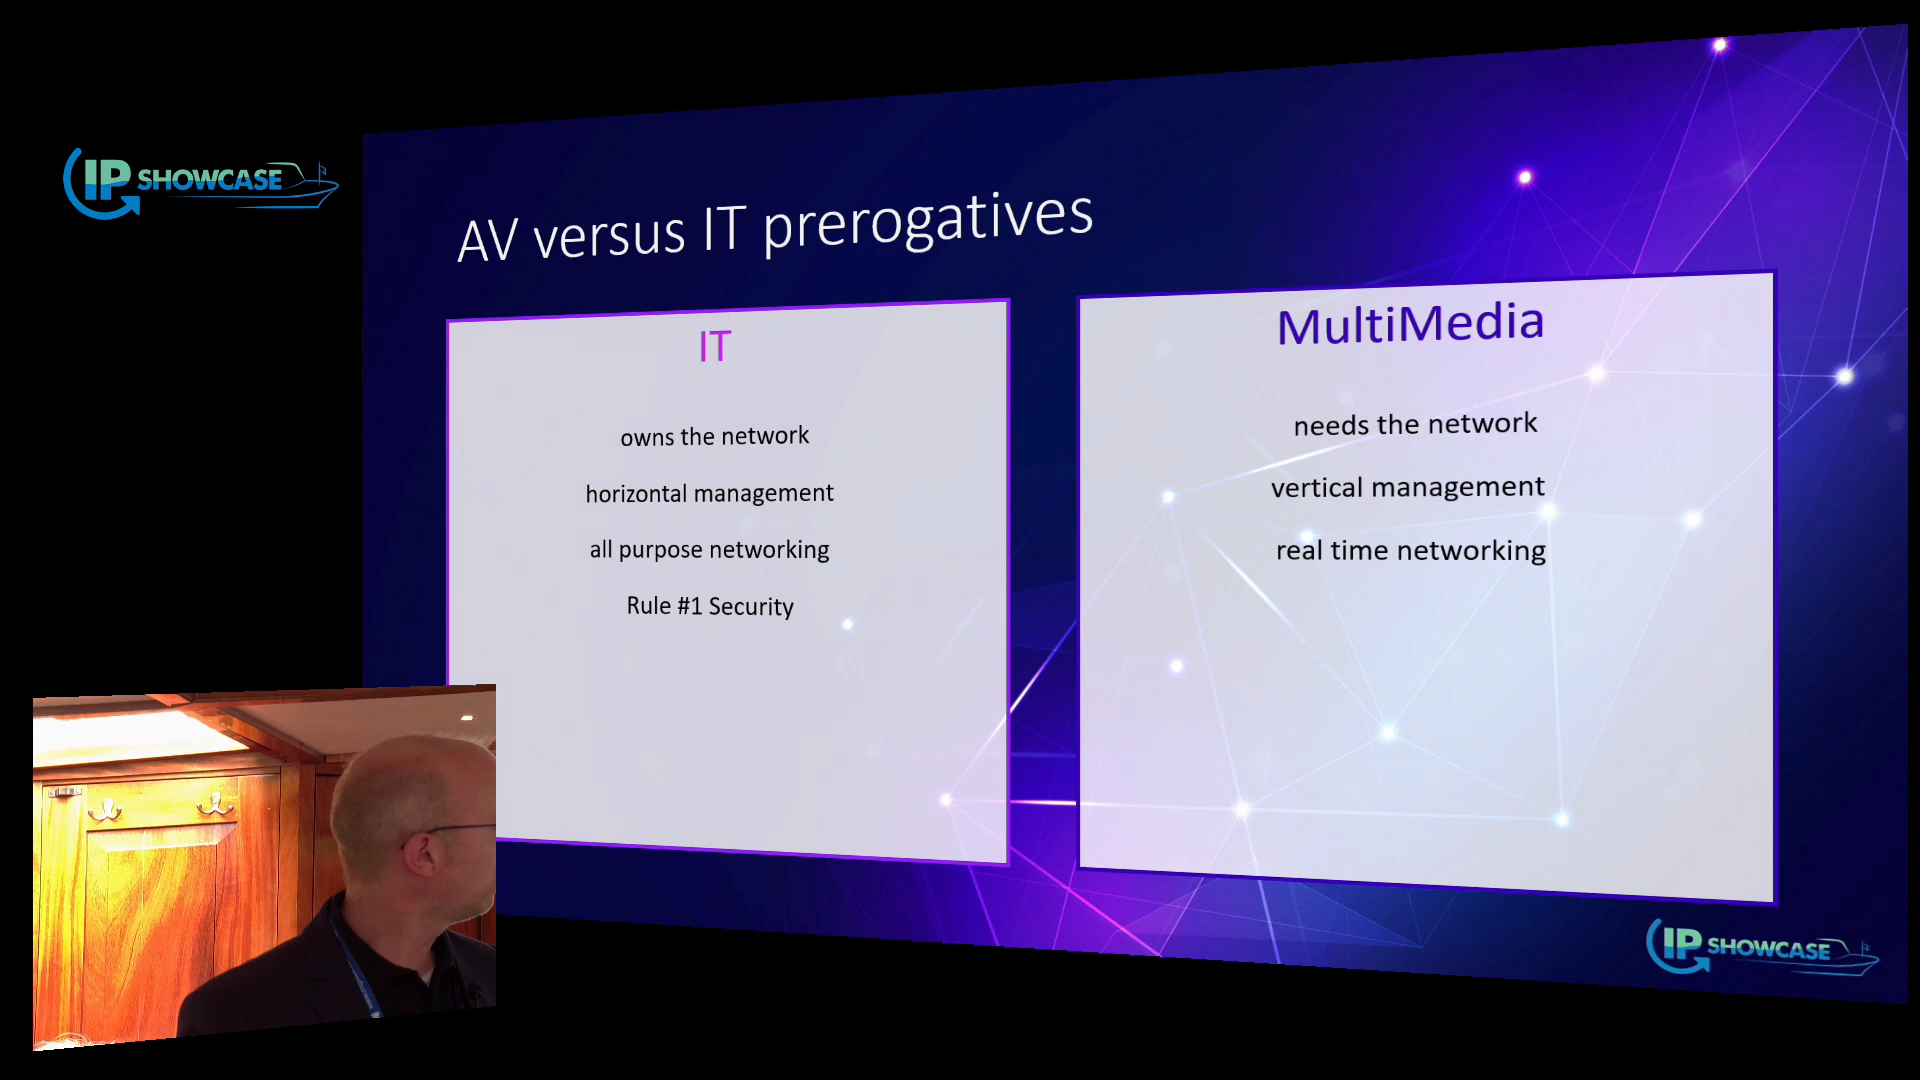 IP SHOWCASE
AV versus IT prerogatives
IT
owns the network
horizontal management
all purpose networking
Rule #1 Security
MultiMedia
needs the network
vertical management
real time networking
IP SHOWCASE